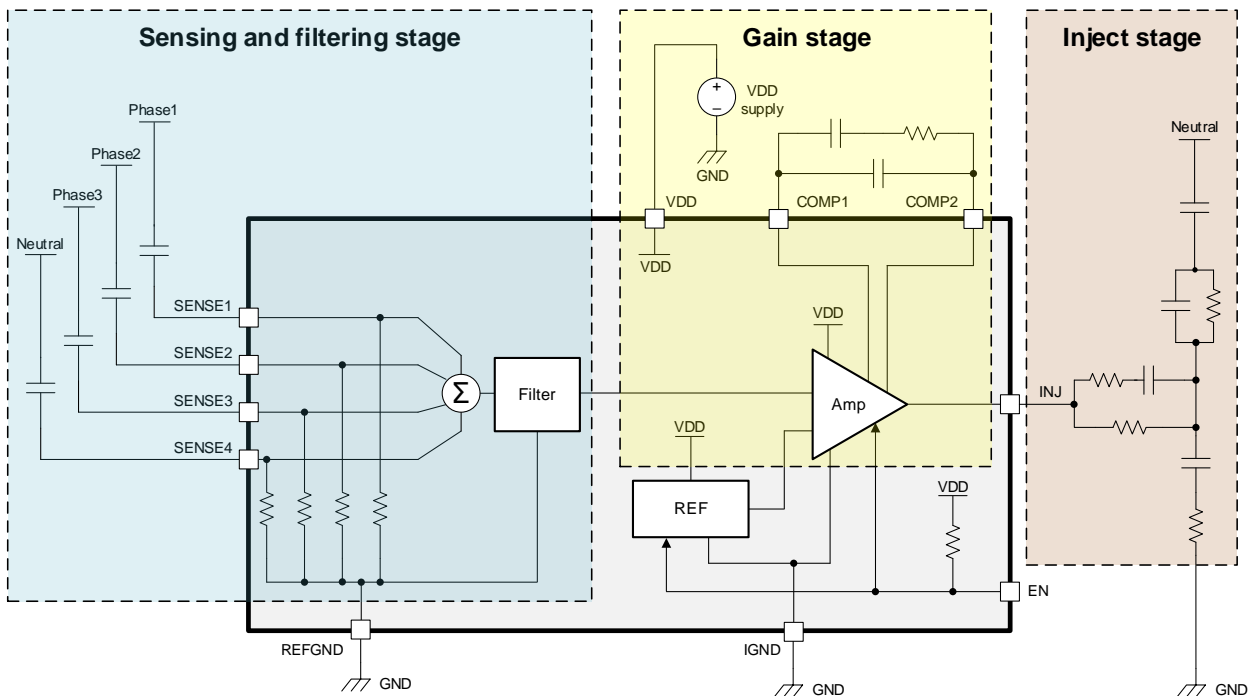 Sensing and filtering stage
Gain stage
Inject stage
Phase1
Phase2
Phase3
Neutral
VDD
supply
+
–
GND
Neutral
VDD
COMP1
COMP2
VDD
SENSE1
SENSE2
SENSE3
SENSE4
Σ
Filter
VDD
Amp
INJ
VDD
REF
VDD
EN
REFGND
IGND
GND
GND
GND